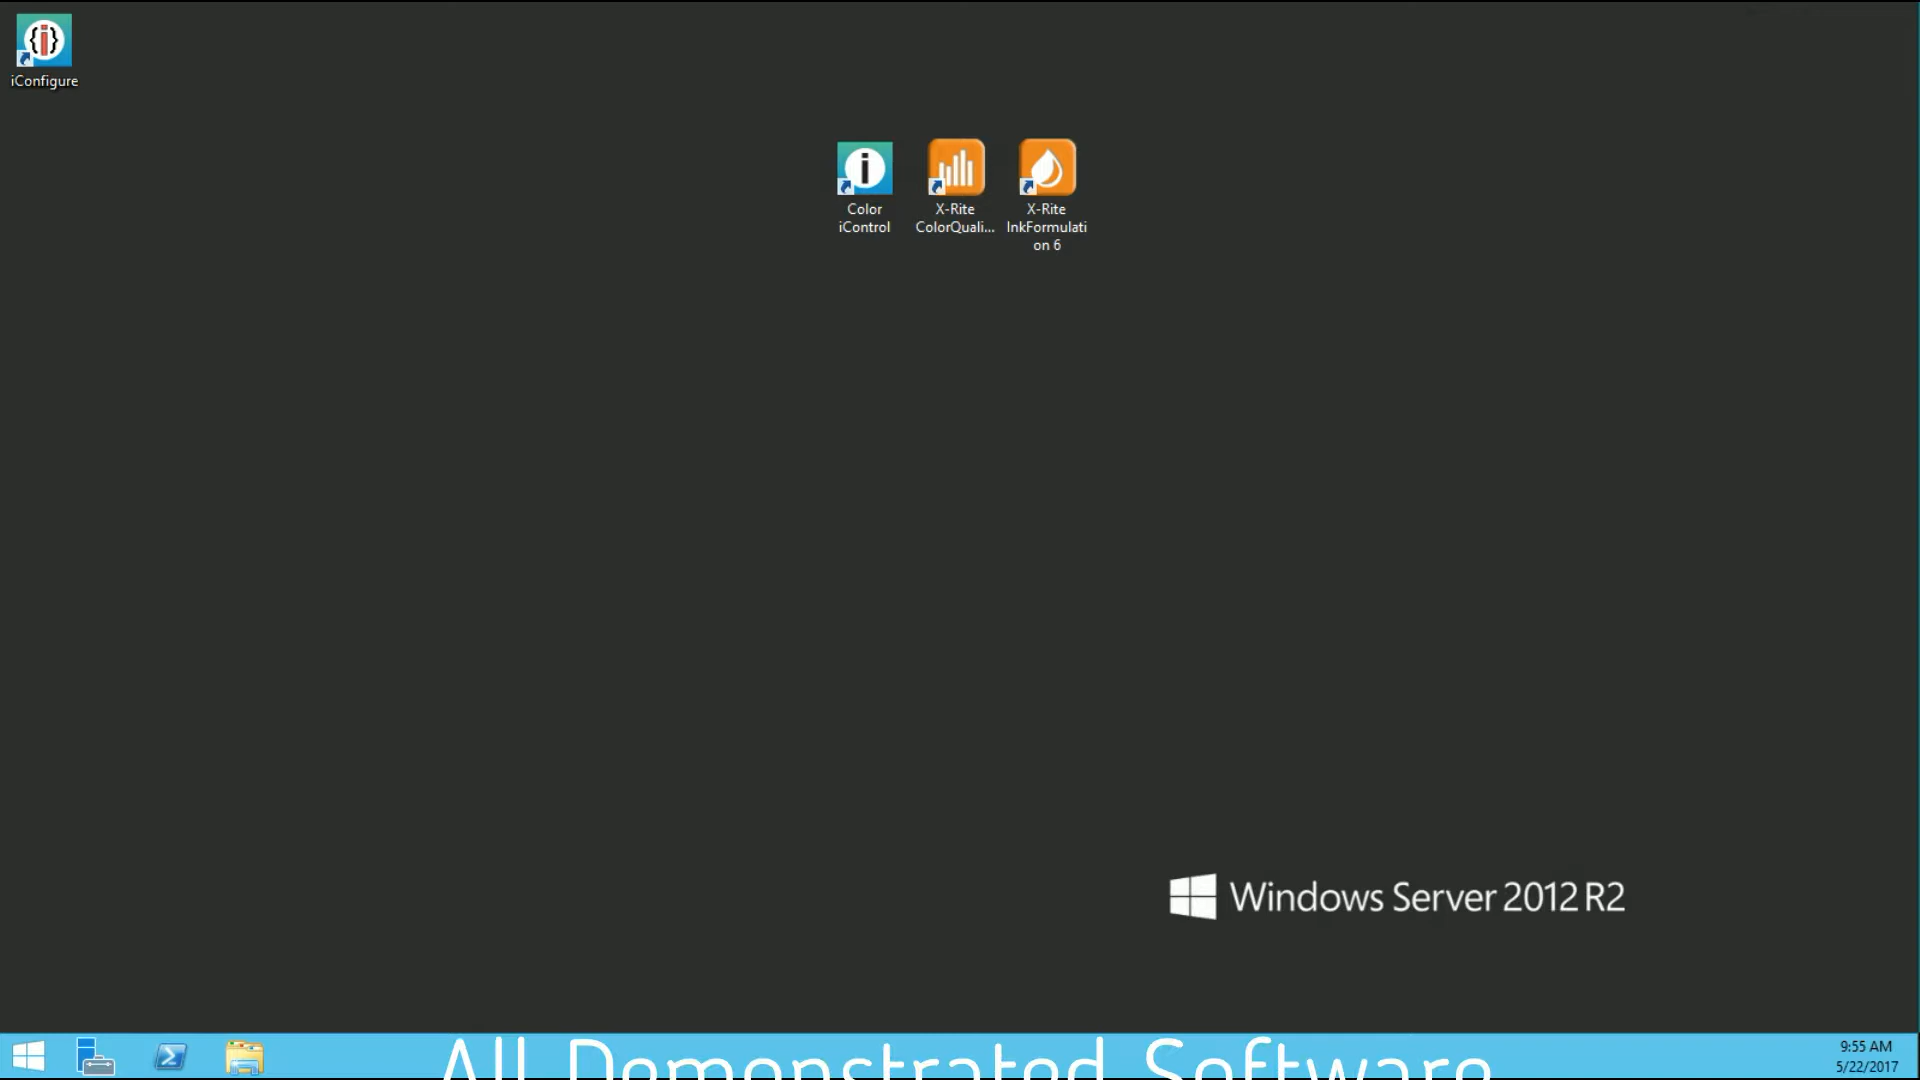 iConfigure
Color
iControl
X-Rite
ColorQuali...
X-Rite
InkFormulati
on 6
Windows Server 2012 R2
All Demonstrated Software
9:55 AM
5/22/2017